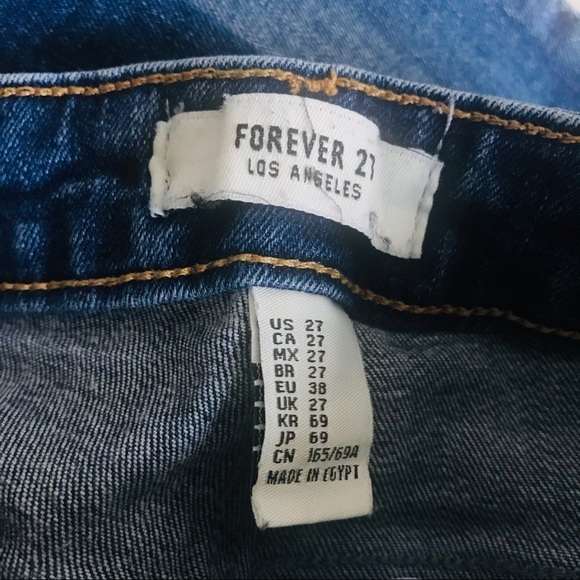 FOREVER 21
LOS ANGELES
US 27
CA 27
MX 27
BR 27
EU 38
UK 27
KR 69
JP 69
CN 165/69A
MADE IN EGYPT